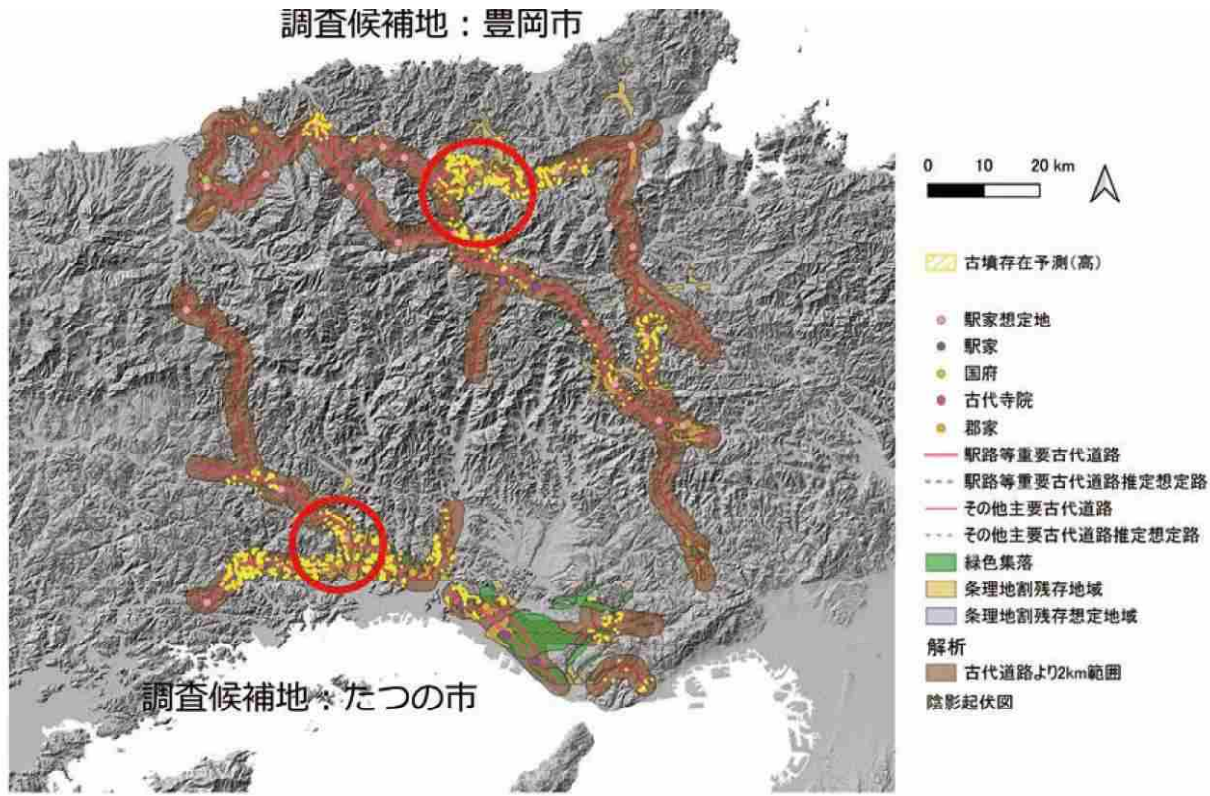 調査候補地：豊岡市
0 10 20 km
古墳存在予測(高)
駅家想定地
駅家
国府
古代寺院
郡家
駅路等重要古代道路
駅路等重要古代道路推定想定路
その他主要古代道路
その他主要古代道路推定想定路
緑色集落
条理地割残存地域
条理地割残存想定地域
解析
古代道路より2km範囲
陰影起伏図
調査候補地：たつの市